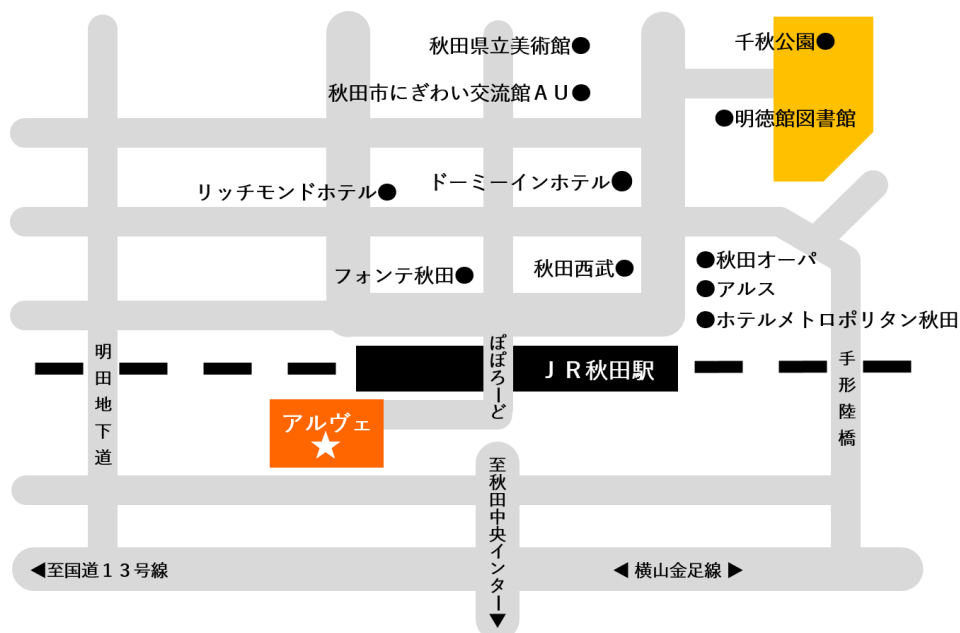 秋田県立美術館●
千秋公園●
秋田市にぎわい交流館ＡＵ●
●明徳館図書館
リッチモンドホテル●
ドーミーインホテル●
フォンテ秋田●
秋田西武●
●秋田オーパ
●アルス
●ホテルメトロポリタン秋田
明田地下道
ぽぽろーど
ＪＲ秋田駅
手形陸橋
アルヴェ
★
至秋田中央インター▼
◀至国道１３号線
◀ 横山金足線 ▶